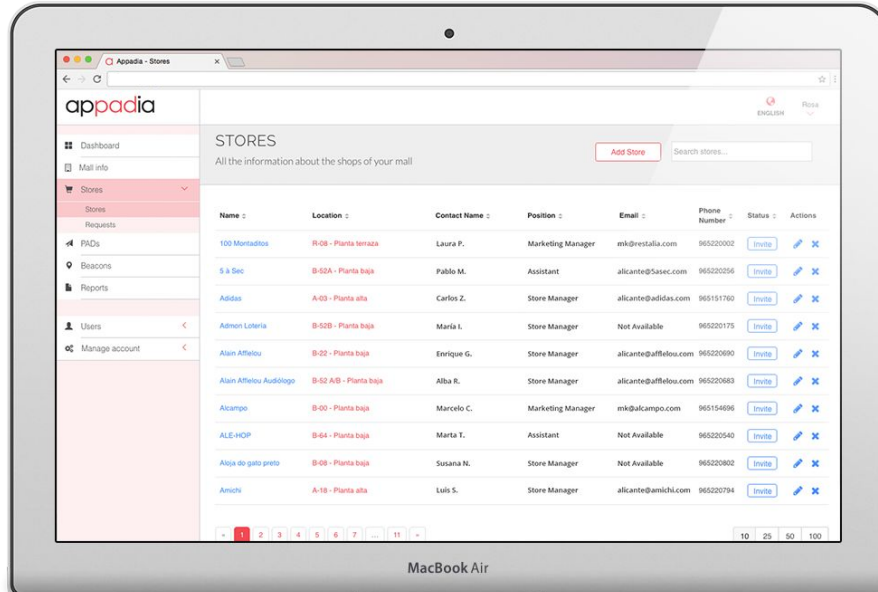 Appadia - Stores
appadia
ENGLISH
Rosa
Dashboard
Mall info
Stores
Stores
Requests
PADs
Beacons
Reports
Users
Manage account
STORES
All the information about the shops of your mall
Add Store
Search stores...
Name Location Contact Name Position Email Phone Number Status Actions
100 Montaditos R-08 - Planta terraza Laura P. Marketing Manager mk@restalia.com 965220002 Invite
5 à Sec B-52A - Planta baja Pablo M. Assistant alicante@5asec.com 965220256 Invite
Adidas A-03 - Planta alta Carlos Z. Store Manager alicante@adidas.com 965151760 Invite
Admon Lotería B-52B - Planta baja María I. Store Manager Not Available 965220175 Invite
Alain Afflelou B-22 - Planta baja Enrique G. Store Manager alicante@afflelou.com 965220690 Invite
Alain Afflelou Audiólogo B-52 A/B - Planta baja Alba R. Store Manager alicante@afflelou.com 965220683 Invite
Alcampo B-00 - Planta baja Marcelo C. Marketing Manager mk@alcampo.com 965154696 Invite
ALE-HOP B-64 - Planta baja Marta T. Assistant Not Available 965220540 Invite
Aloja do gato preto B-08 - Planta baja Susana N. Store Manager Not Available 965220802 Invite
Amichi A-18 - Planta alta Luis S. Store Manager alicante@amichi.com 965220794 Invite
« 1 2 3 4 5 6 7 ... 11 »
10 25 50 100
MacBook Air